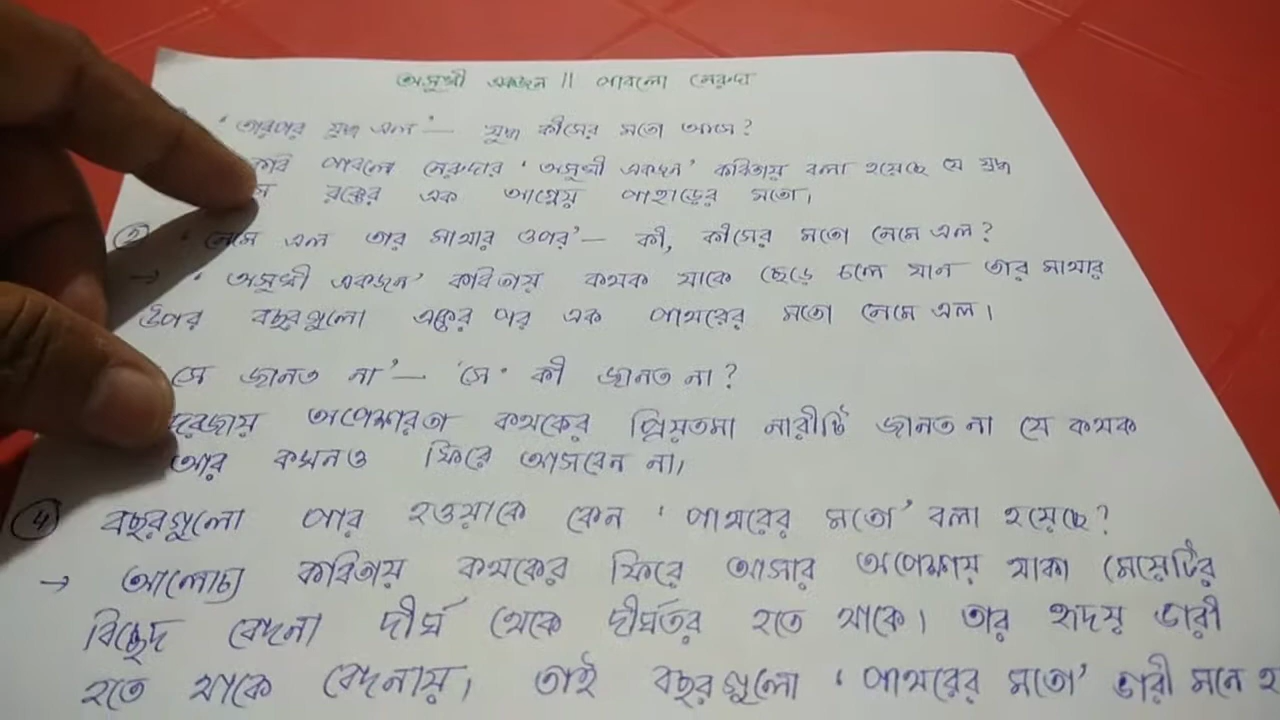 অসুখী একজন || পাবলো নেরুদা
'তারপর যুদ্ধ এল' — যুদ্ধ কীসের মতো আসে?
কবি পাবলো নেরুদার 'অসুখী একজন' কবিতায় বলা হয়েছে যে যুদ্ধ
রক্তের এক আগ্নেয় পাহাড়ের মতো।
'নেমে এল তার মাথার ওপর' — কী, কীসের মতো নেমে এল?
→ 'অসুখী একজন' কবিতায় কথক যাকে ছেড়ে চলে যান তার মাথার
উপর বছরগুলো একের পর এক পাথরের মতো নেমে এল।
সে জানত না' — 'সে' কী জানত না?
দরজায় অপেক্ষারতা কথকের প্রিয়তমা নারীটি জানত না যে কথক
আর কখনও ফিরে আসবেন না।
৪ বছরগুলো পার হওয়াকে কেন 'পাথরের মতো' বলা হয়েছে?
→ আলোচ্য কবিতায় কথকের ফিরে আসার অপেক্ষায় থাকা মেয়েটির
বিচ্ছেদ বেদনা দীর্ঘ থেকে দীর্ঘতর হতে থাকে। তার হৃদয় ভারী
হতে থাকে বেদনায়। তাই বছরগুলো 'পাথরের মতো' ভারী মনে